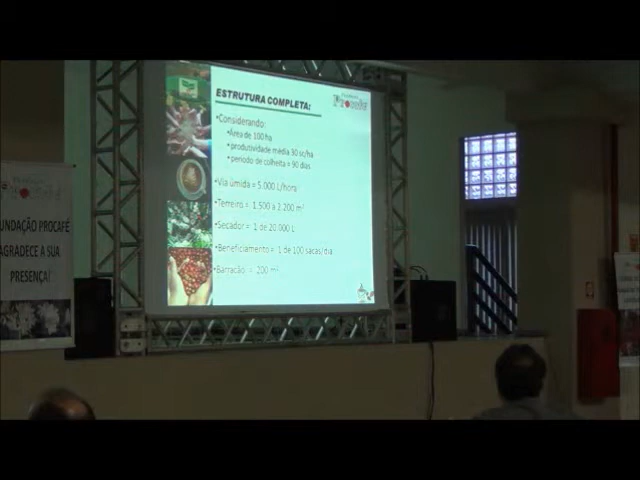 ESTRUTURA COMPLETA:
Procafé
•Considerando:
•Área de 100 ha
•produtividade média 30 sc/ha
•periodo de colheita = 90 dias
•Via úmida = 5.000 L/hora
•Terreiro = 1.500 a 2.200 m²
•Secador = 1 de 20.000 L
•Beneficiamento = 1 de 100 sacas/dia
•Barracão = 200 m²
FUNDAÇÃO PROCAFÉ
AGRADECE A SUA
PRESENÇA!